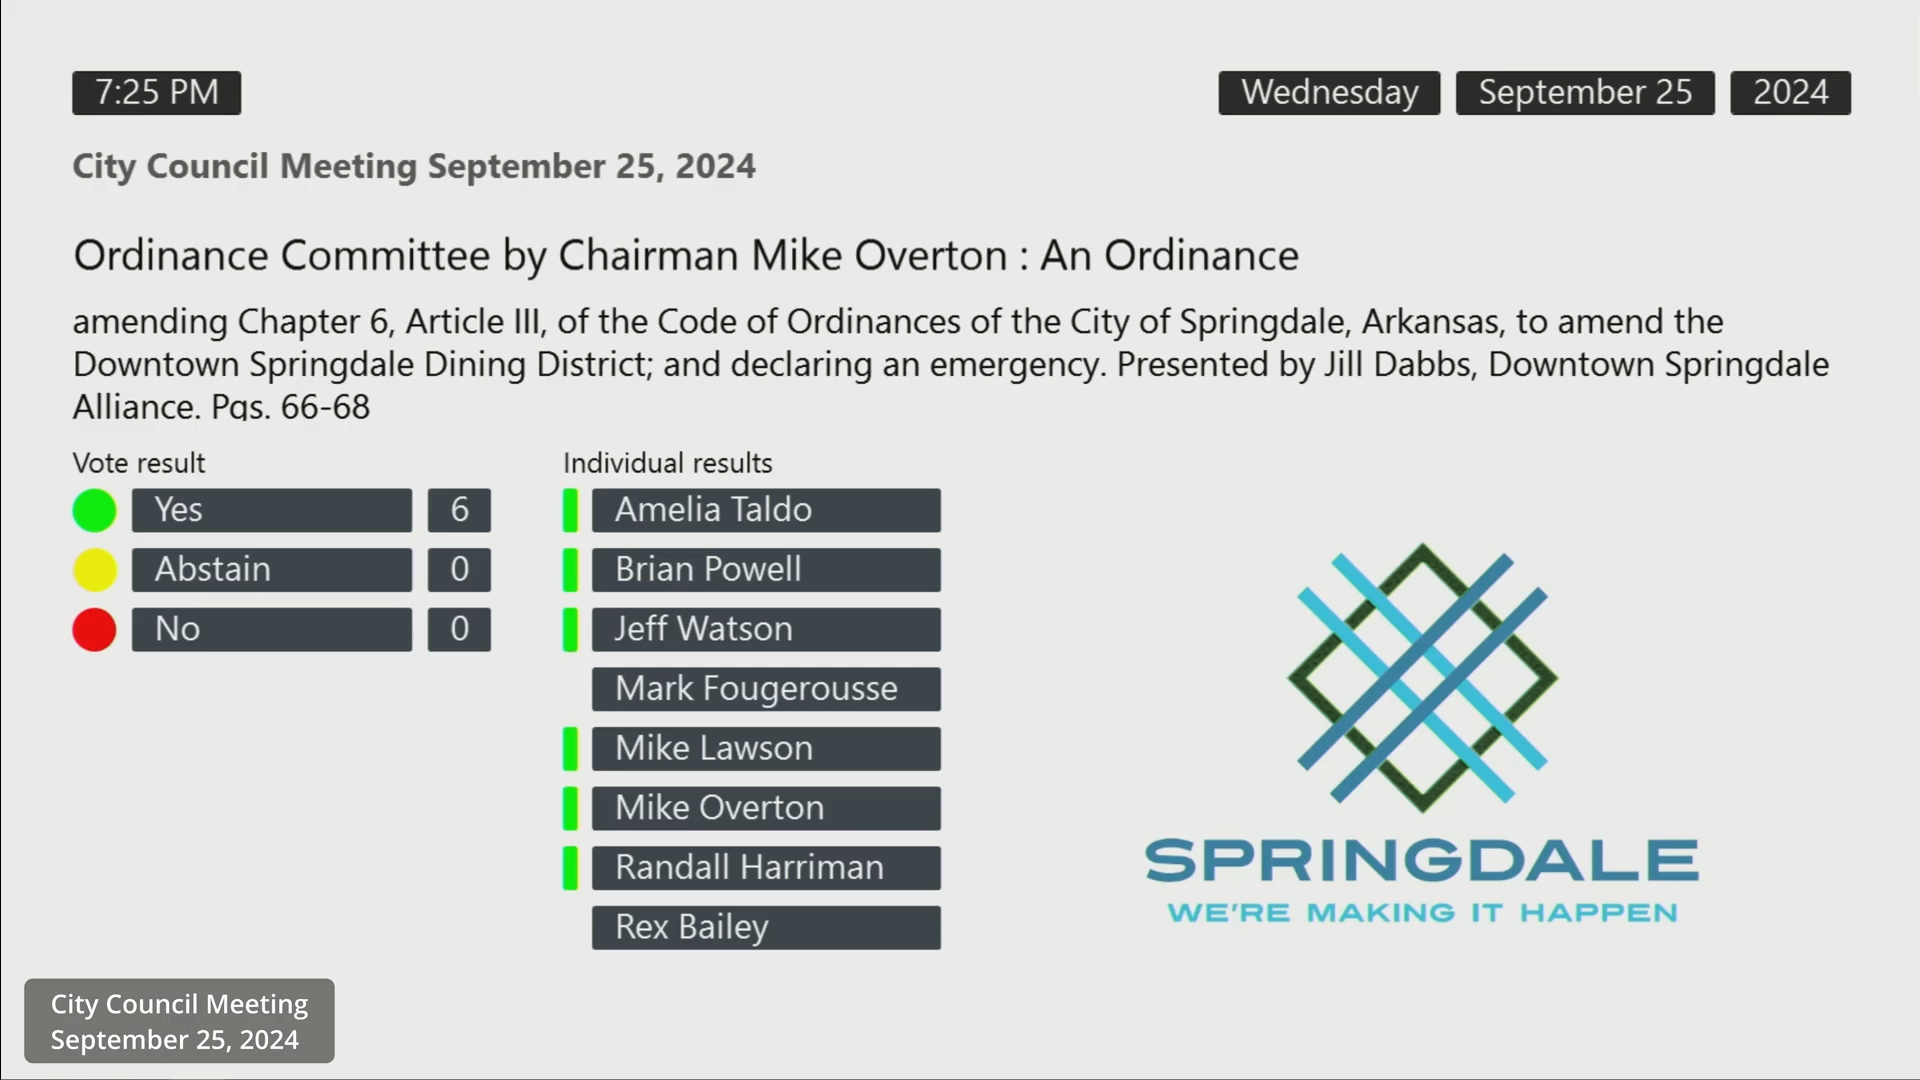 7:25 PM
Wednesday September 25 2024
City Council Meeting September 25, 2024
Ordinance Committee by Chairman Mike Overton : An Ordinance
amending Chapter 6, Article III, of the Code of Ordinances of the City of Springdale, Arkansas, to amend the
Downtown Springdale Dining District; and declaring an emergency. Presented by Jill Dabbs, Downtown Springdale
Alliance. Pgs. 66-68
Vote result
Yes 6
Abstain 0
No 0
Individual results
Amelia Taldo
Brian Powell
Jeff Watson
Mark Fougerousse
Mike Lawson
Mike Overton
Randall Harriman
Rex Bailey
SPRINGDALE
WE'RE MAKING IT HAPPEN
City Council Meeting
September 25, 2024